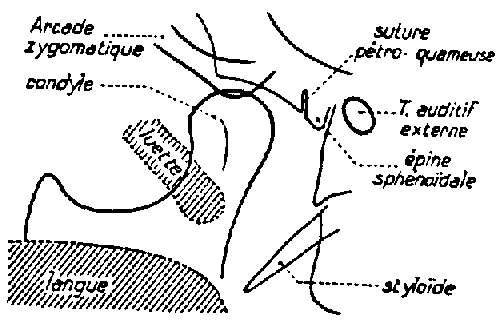 Arcade
zygomatique
condyle
luette
langue
suture
pétro-quameuse
T. auditif
externe
épine
sphenoïdale
styloïde